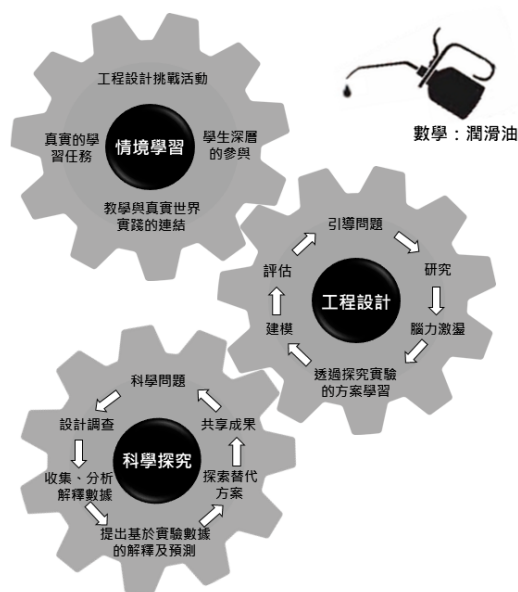 工程設計挑戰活動
真實的學
習任務
情境學習
學生深層
的參與
教學與真實世界
實踐的連結
數學：潤滑油
引導問題
評估
研究
工程設計
建模
腦力激盪
透過探究實驗
的方案學習
科學問題
設計調查
共享成果
科學探究
收集、分析
解釋數據
探索替代
方案
提出基於實驗數據
的解釋及預測